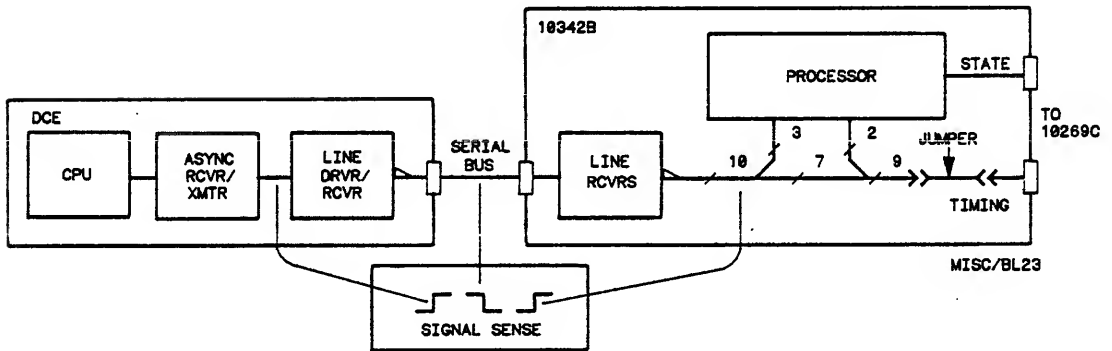 10342B
PROCESSOR
STATE
TO
10269C
DCE
CPU
ASYNC
RCVR/
XMTR
LINE
DRVR/
RCVR
SERIAL
BUS
LINE
RCVRS
3
2
10
7
9
JUMPER
TIMING
MISC/BL23
SIGNAL SENSE